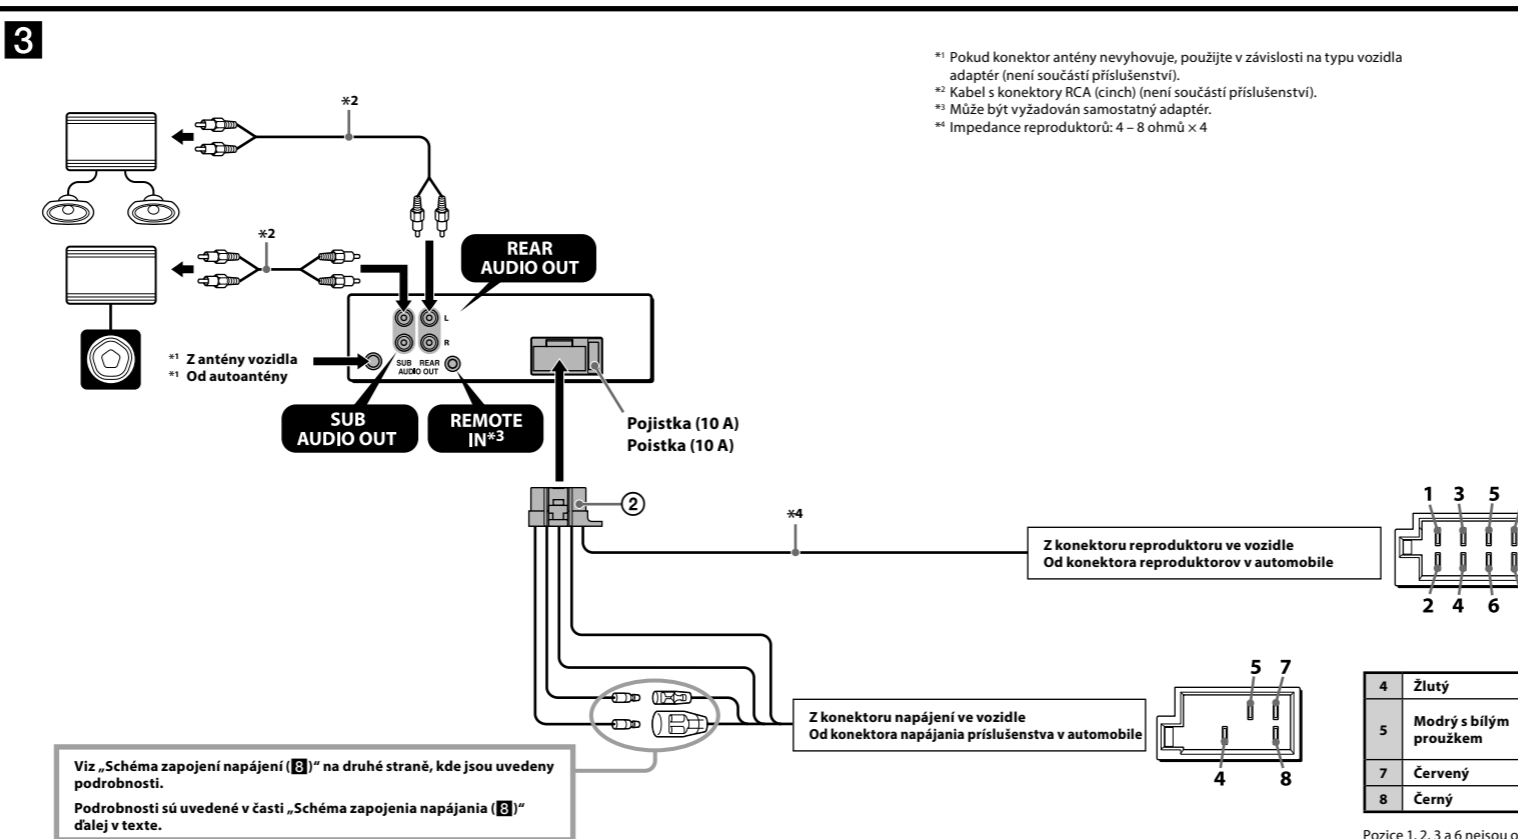 3
*1 Pokud konektor antény nevyhovuje, použijte v závislosti na typu vozidla
adaptér (není součástí příslušenství).
*2 Kabel s konektory RCA (cinch) (není součástí příslušenství).
*3 Může být vyžadován samostatný adaptér.
*4 Impedance reproduktorů: 4 – 8 ohmů × 4
*2
*2
REAR
AUDIO OUT
L
R
SUB REAR
AUDIO OUT
*1 Z antény vozidla
*1 Od autoantény
SUB
AUDIO OUT
REMOTE
IN*3
Pojistka (10 A)
Poistka (10 A)
2
*4
Z konektoru reproduktoru ve vozidle
Od konektora reproduktorov v automobile
1 3 5
2 4 6
Z konektoru napájení ve vozidle
Od konektora napájania príslušenstva v automobile
5 7
4 8
4 Žlutý
5 Modrý s bílým
proužkem
7 Červený
8 Černý
Viz „Schéma zapojení napájení (8)“ na druhé straně, kde jsou uvedeny
podrobnosti.
Podrobnosti sú uvedené v časti „Schéma zapojenia napájania (8)“
ďalej v texte.
Pozice 1, 2, 3 a 6 nejsou